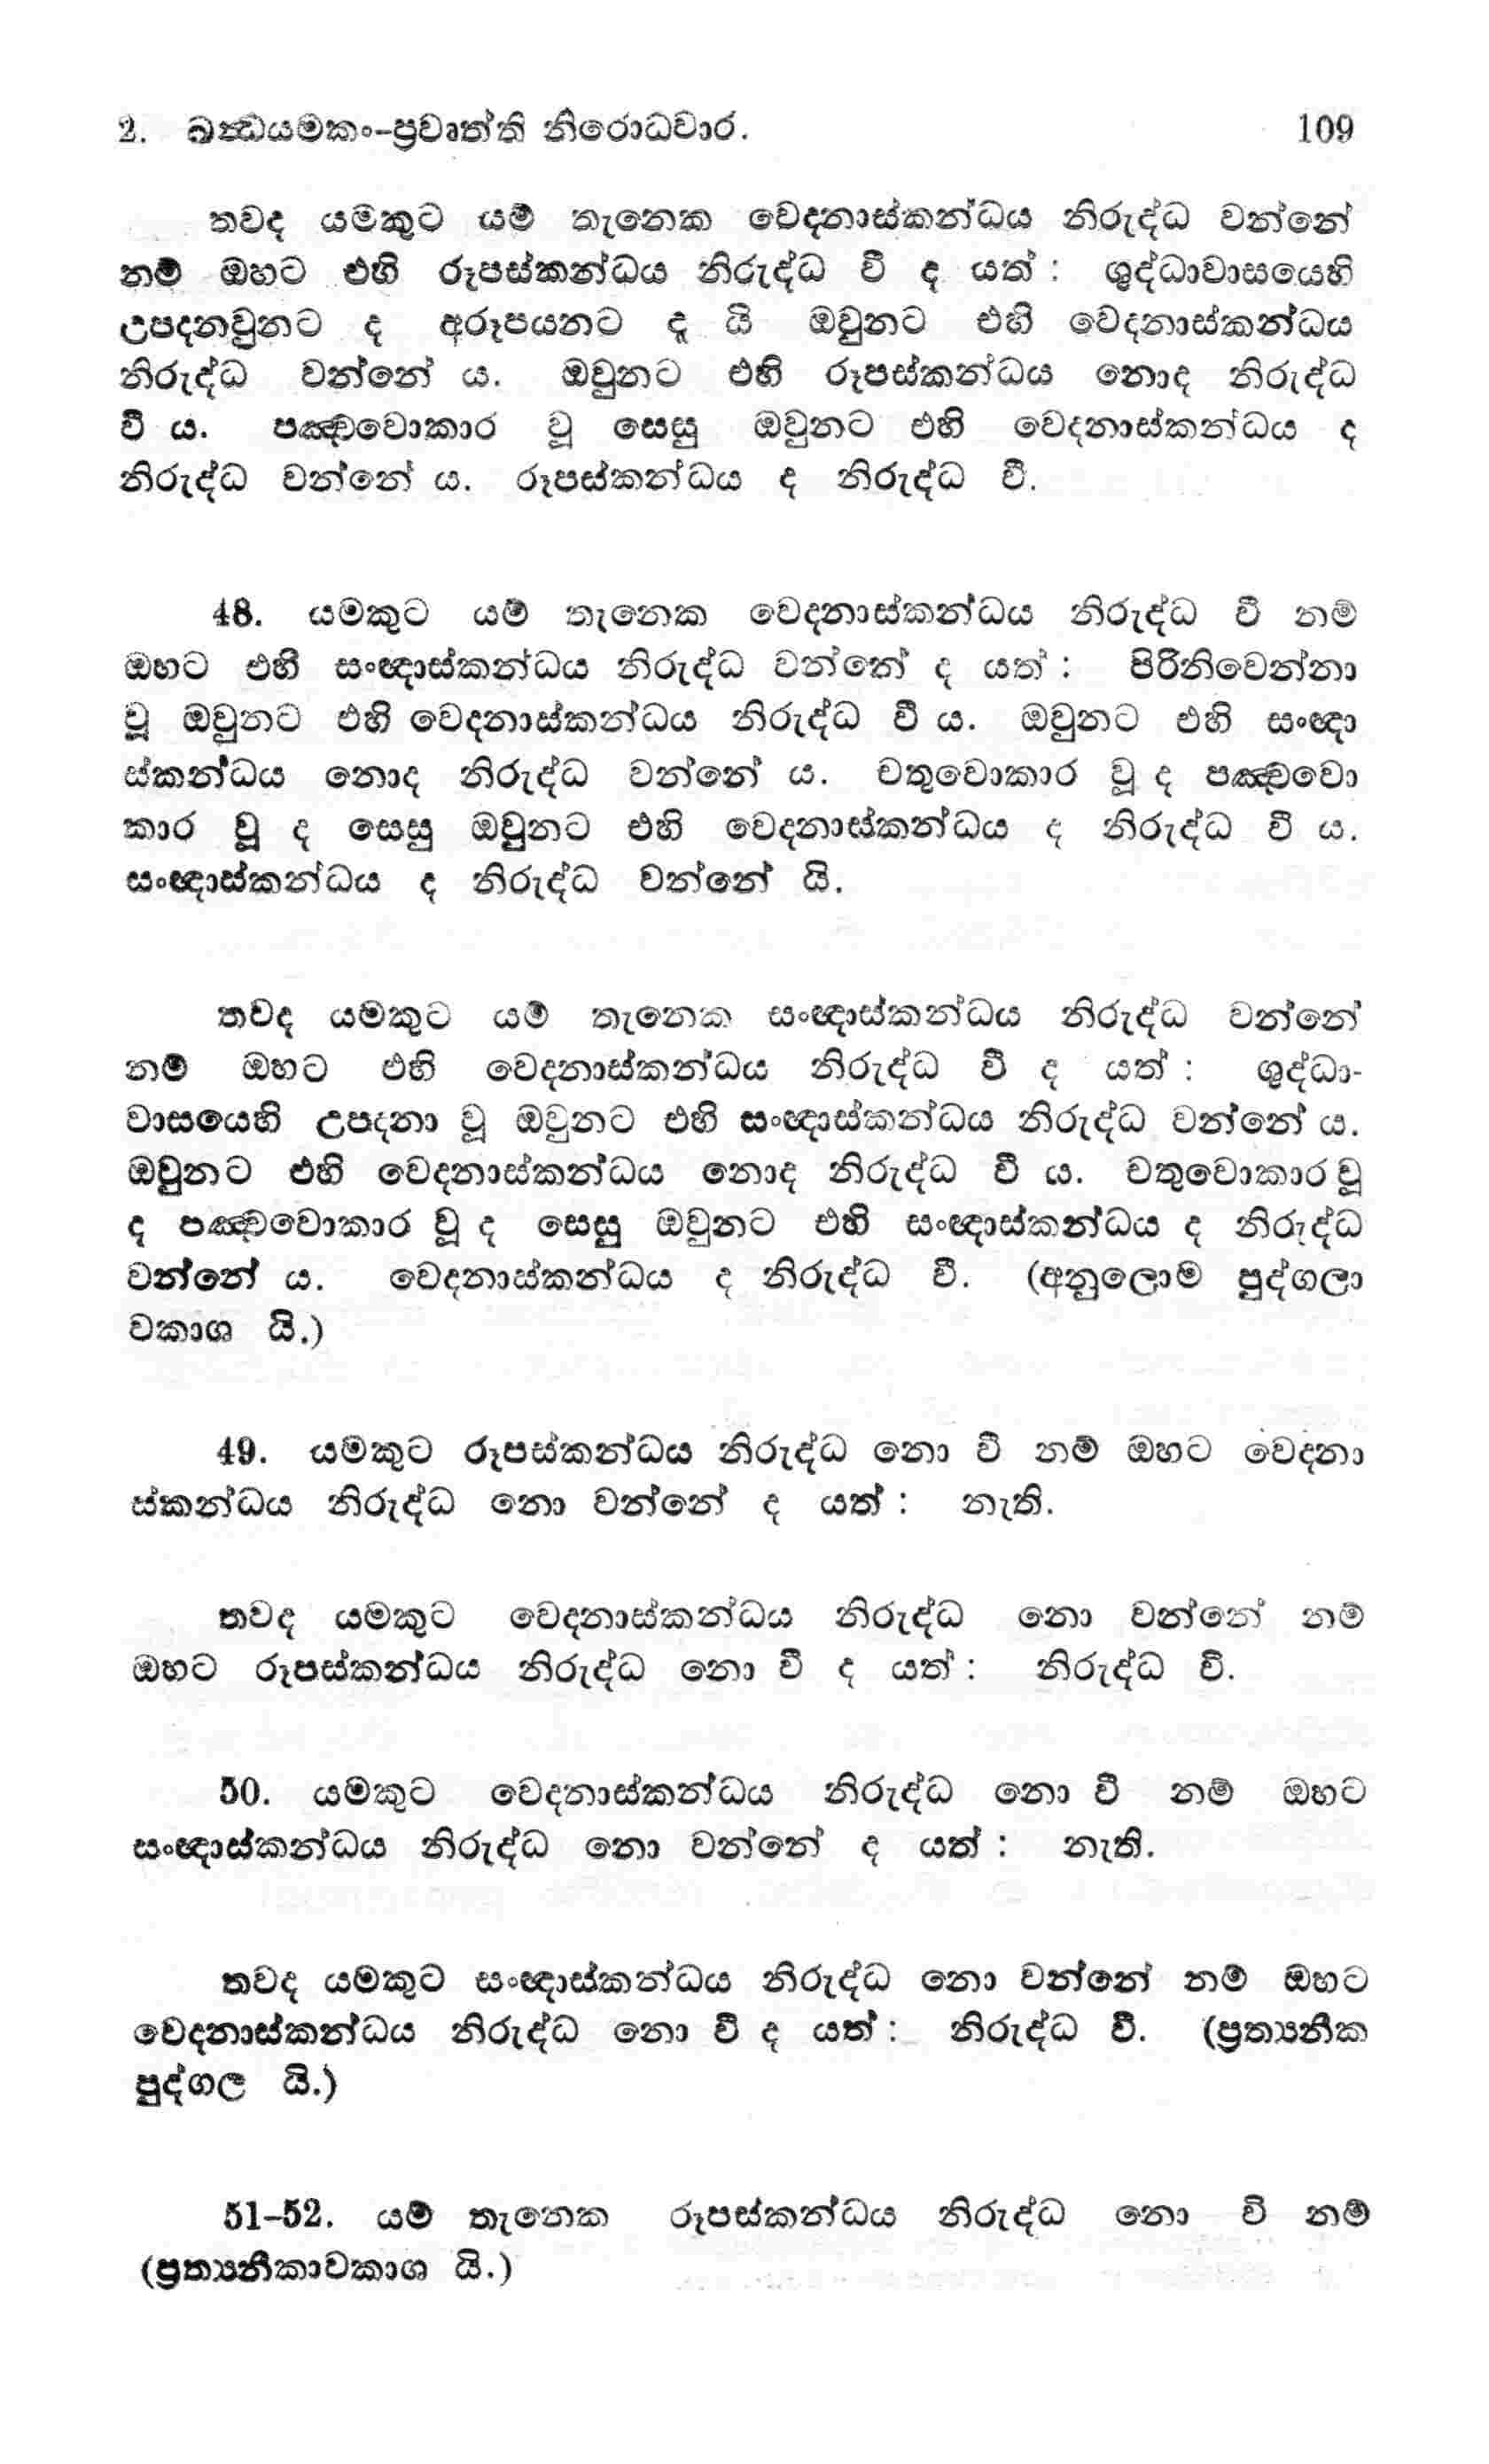 2. ඛන්‍ධයමකං-ප්‍රවෘත්ති නිරොධවාර. 109
තවද යමකුට යම් තැනෙක වෙදනාස්කන්ධය නිරුද්ධ වන්නේ
නම් ඔහට එහි රූපස්කන්ධය නිරුද්ධ වී ද යත් : ශුද්ධාවාසයෙහි
උපදනවුනට ද අරූපයනට ද යි ඔවුනට එහි වෙදනාස්කන්ධය
නිරුද්ධ වන්නේ ය. ඔවුනට එහි රූපස්කන්ධය නොද නිරුද්ධ
වී ය. පඤ්චවොකාර වූ සෙසු ඔවුනට එහි වෙදනාස්කන්ධය ද
නිරුද්ධ වන්නේ ය. රූපස්කන්ධය ද නිරුද්ධ වී.
48. යමකුට යම් තැනෙක වෙදනාස්කන්ධය නිරුද්ධ වී නම්
ඔහට එහි සංඥාස්කන්ධය නිරුද්ධ වන්නේ ද යත් : පිරිනිවෙන්නා
වූ ඔවුනට එහි වෙදනාස්කන්ධය නිරුද්ධ වී ය. ඔවුනට එහි සංඥා
ස්කන්ධය නොද නිරුද්ධ වන්නේ ය. චතුවොකාර වූ ද පඤ්චවො
කාර වූ ද සෙසු ඔවුනට එහි වෙදනාස්කන්ධය ද නිරුද්ධ වී ය.
සංඥාස්කන්ධය ද නිරුද්ධ වන්නේ යි.
තවද යමකුට යම් තැනෙක සංඥාස්කන්ධය නිරුද්ධ වන්නේ
නම් ඔහට එහි වෙදනාස්කන්ධය නිරුද්ධ වී ද යත් : ශුද්ධා-
වාසයෙහි උපදනා වූ ඔවුනට එහි සංඥාස්කන්ධය නිරුද්ධ වන්නේ ය.
ඔවුනට එහි වෙදනාස්කන්ධය නොද නිරුද්ධ වී ය. චතුවොකාර වූ
ද පඤ්චවොකාර වූ ද සෙසු ඔවුනට එහි සංඥාස්කන්ධය ද නිරුද්ධ
වන්නේ ය. වෙදනාස්කන්ධය ද නිරුද්ධ වී. (අනුලොම පුද්ගලා
වකාශ යි.)
49. යමකුට රූපස්කන්ධය නිරුද්ධ නො වී නම් ඔහට වෙදනා
ස්කන්ධය නිරුද්ධ නො වන්නේ ද යත් : නැති.
තවද යමකුට වෙදනාස්කන්ධය නිරුද්ධ නො වන්නේ නම්
ඔහට රූපස්කන්ධය නිරුද්ධ නො වී ද යත් : නිරුද්ධ වි.
50. යමකුට වෙදනාස්කන්ධය නිරුද්ධ නො වී නම් ඔහට
සංඥාස්කන්ධය නිරුද්ධ නො වන්නේ ද යත් : නැති.
තවද යමකුට සංඥාස්කන්ධය නිරුද්ධ නො වන්නේ නම් ඔහට
වෙදනාස්කන්ධය නිරුද්ධ නො වී ද යත් : නිරුද්ධ වී. (ප්‍රත්‍යනීක
පුද්ගල යි.)
51-52. යම් තැනෙක රූපස්කන්ධය නිරුද්ධ නො වි නම්
(ප්‍රත්‍යනීකාවකාශ යි.)